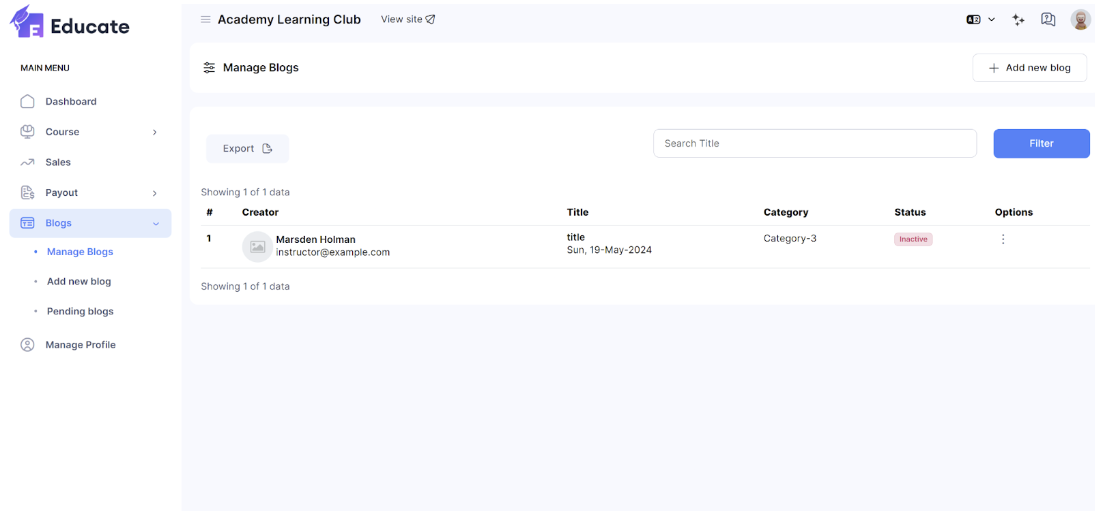 Educate
Academy Learning Club
View site
MAIN MENU
Dashboard
Course
Sales
Payout
Blogs
Manage Blogs
Add new blog
Pending blogs
Manage Profile
Manage Blogs
Add new blog
Export
Search Title
Filter
Showing 1 of 1 data
# Creator Title Category Status Options
1 Marsden Holman title Category-3 Inactive
instructor@example.com Sun, 19-May-2024
Showing 1 of 1 data